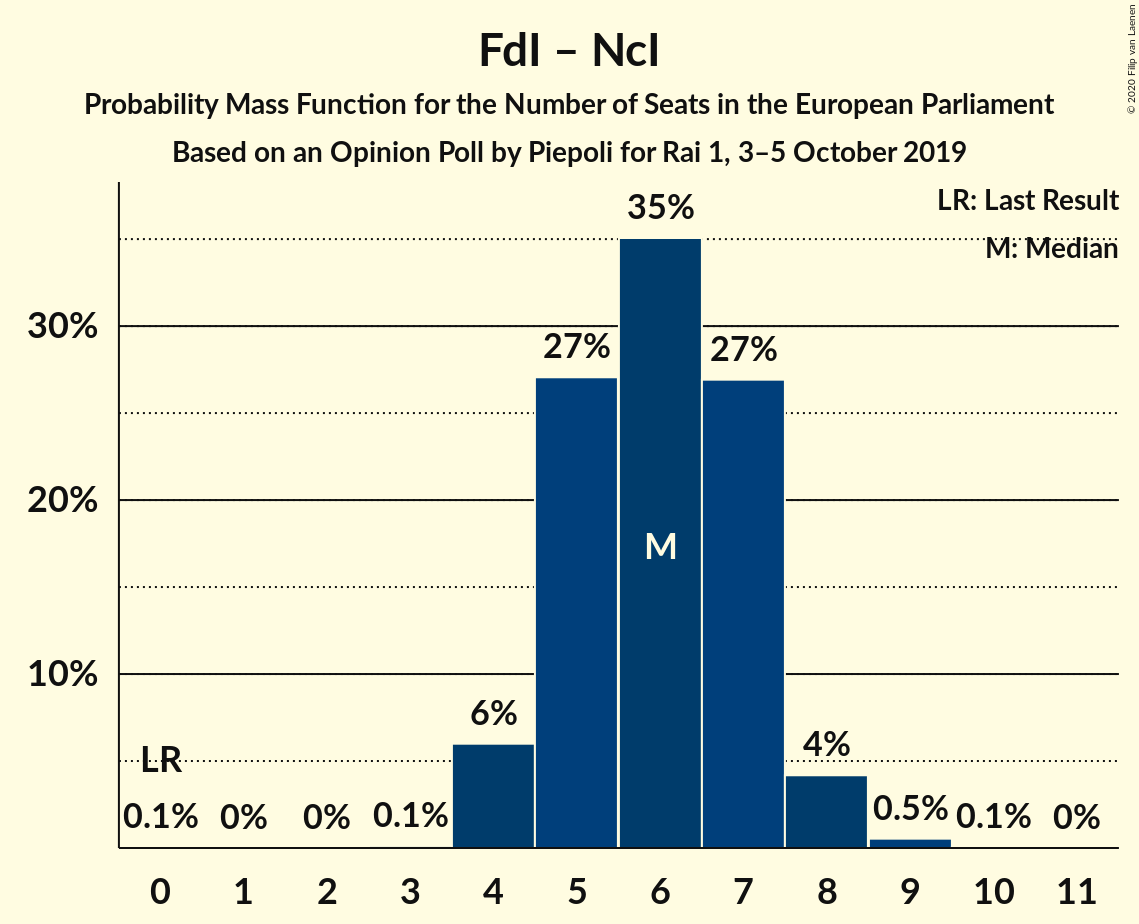 FdI – NcI
Probability Mass Function for the Number of Seats in the European Parliament
Based on an Opinion Poll by Piepoli for Rai 1, 3–5 October 2019
© 2020 Filip van Laenen
LR: Last Result
M: Median
35%
30%
27%
27%
20%
M
10%
6%
4%
LR
0.1%
0%
0%
0.1%
0.5%
0.1%
0%
0 1 2 3 4 5 6 7 8 9 10 11